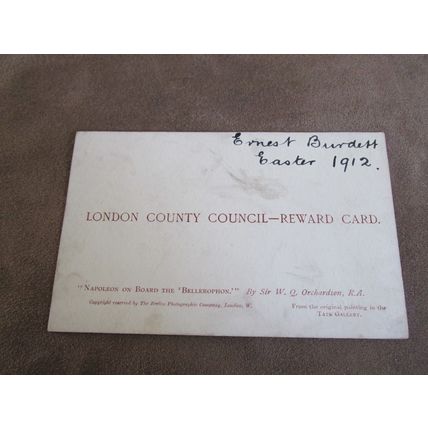 Ernest Burdett
Easter 1912.
LONDON COUNTY COUNCIL—REWARD CARD.
"NAPOLEON ON BOARD THE 'BELLEROPHON.'" By Sir W. Q. Orchardson, R.A.
Copyright reserved by The Berlin Photographic Company, London, W.
From the original painting in the
TATE GALLERY.